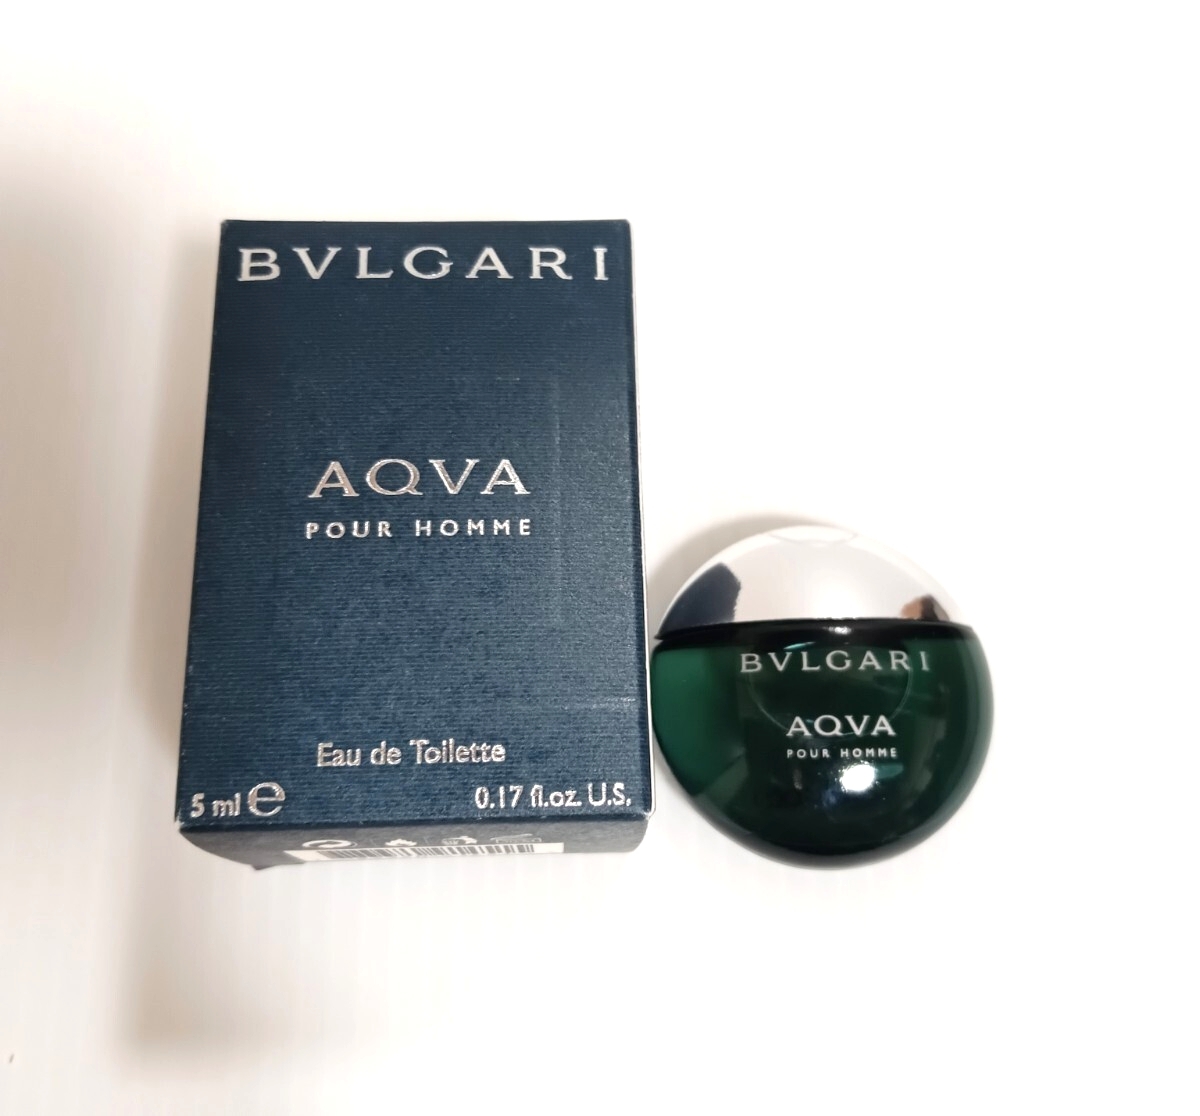 BVLGARI
AQVA
POUR HOMME
Eau de Toilette
5 ml e 0.17 fl.oz. U.S.
BVLGARI
AQVA
POUR HOMME